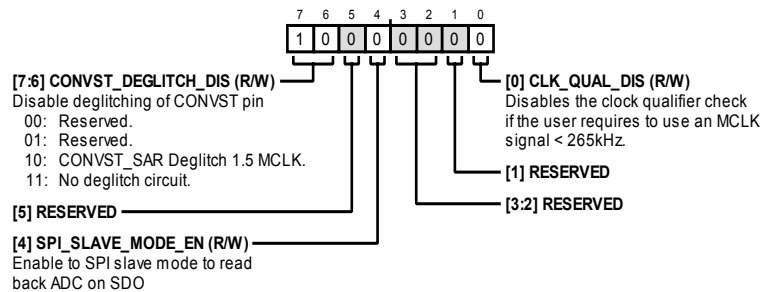 7 6 5 4 3 2 1 0
1 0 0 0 0 0 0 0
[7:6] CONVST_DEGLITCH_DIS (R/W)
Disable deglitching of CONVST pin
00: Reserved.
01: Reserved.
10: CONVST_SAR Deglitch 1.5 MCLK.
11: No deglitch circuit.
[5] RESERVED
[4] SPI_SLAVE_MODE_EN (R/W)
Enable to SPI slave mode to read
back ADC on SDO
[0] CLK_QUAL_DIS (R/W)
Disables the clock qualifier check
if the user requires to use an MCLK
signal < 265kHz.
[1] RESERVED
[3:2] RESERVED